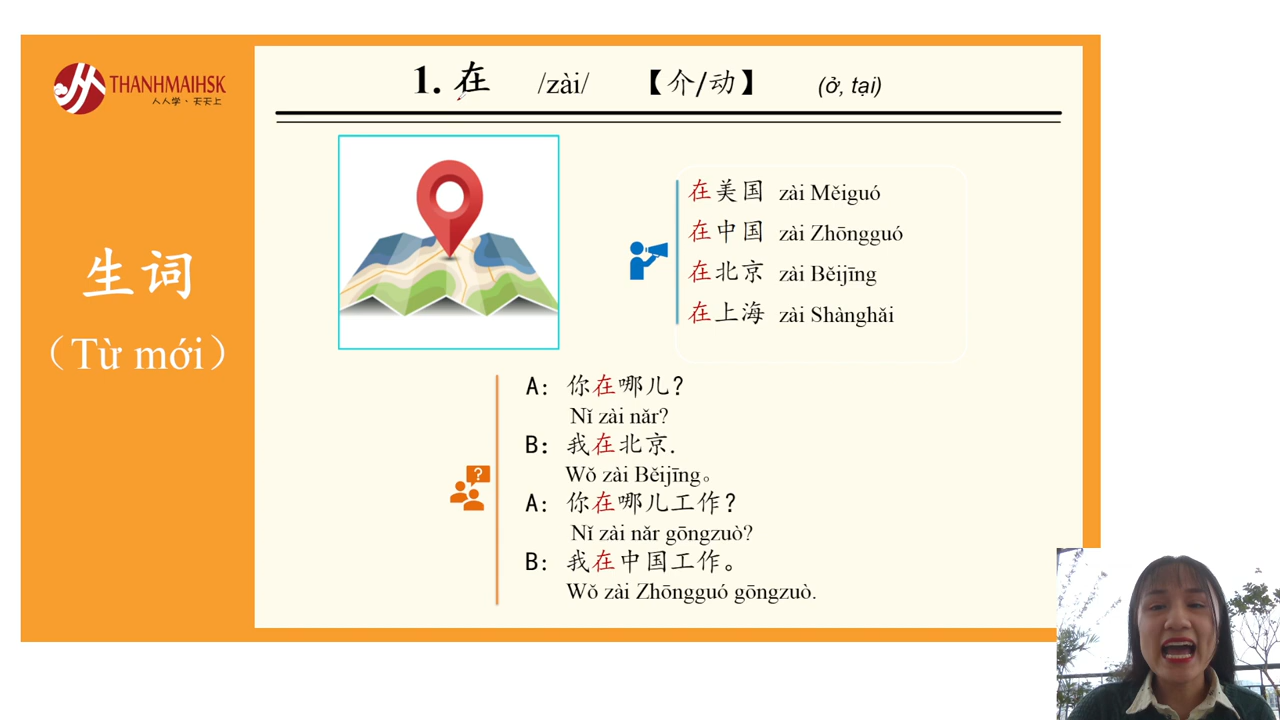 THANHMAIHSK
人人学·天天上
1. 在 /zài/ 【介/动】 (ở, tại)
生词
（Từ mới）
在美国 zài Měiguó
在中国 zài Zhōngguó
在北京 zài Běijīng
在上海 zài Shànghǎi
A: 你在哪儿?
Nǐ zài nǎr?
B: 我在北京.
Wǒ zài Běijīng。
A: 你在哪儿工作?
Nǐ zài nǎr gōngzuò?
B: 我在中国工作。
Wǒ zài Zhōngguó gōngzuò.
?